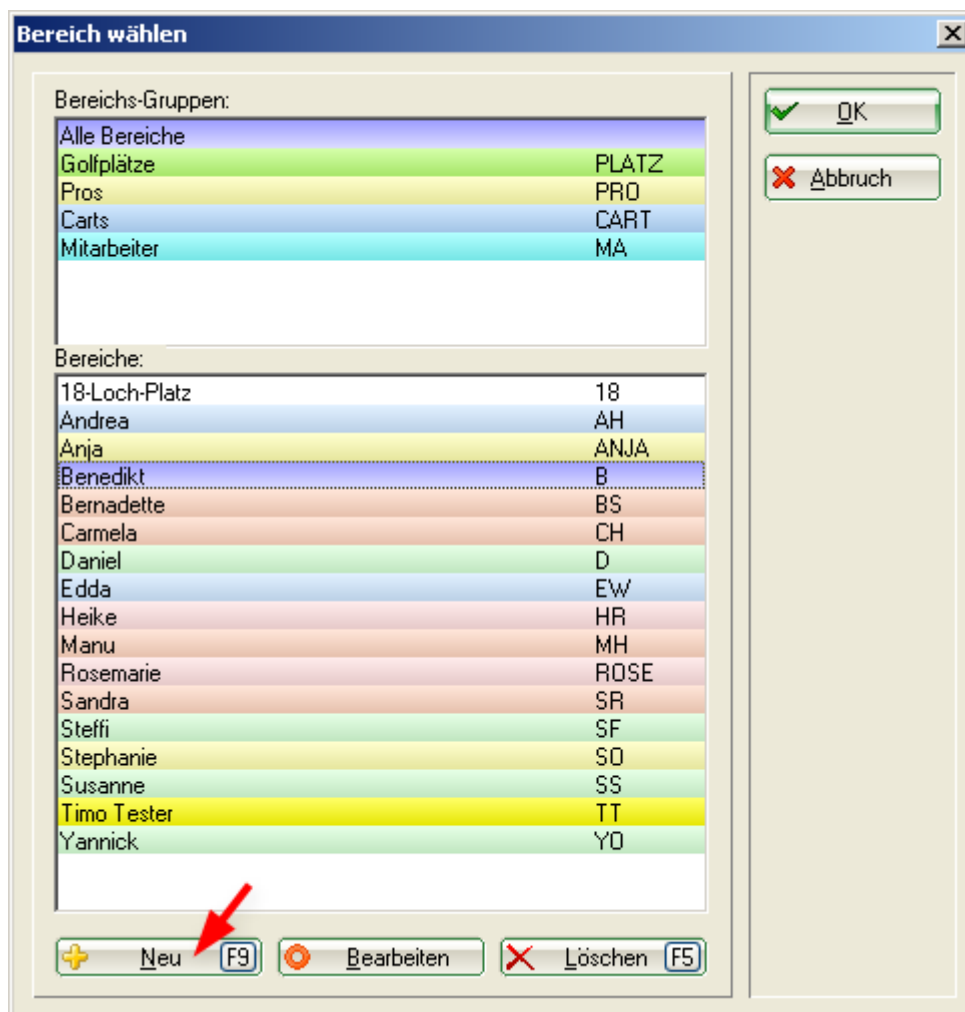 Bereich wählen
Bereichs-Gruppen:
Alle Bereiche
Golfplätze PLATZ
Pros PRO
Carts CART
Mitarbeiter MA
Bereiche:
18-Loch-Platz 18
Andrea AH
Anja ANJA
Benedikt B
Bernadette BS
Carmela CH
Daniel D
Edda EW
Heike HR
Manu MH
Rosemarie ROSE
Sandra SR
Steffi SF
Stephanie SO
Susanne SS
Timo Tester TT
Yannick YO
Neu F9 Bearbeiten Löschen F5
OK
Abbruch